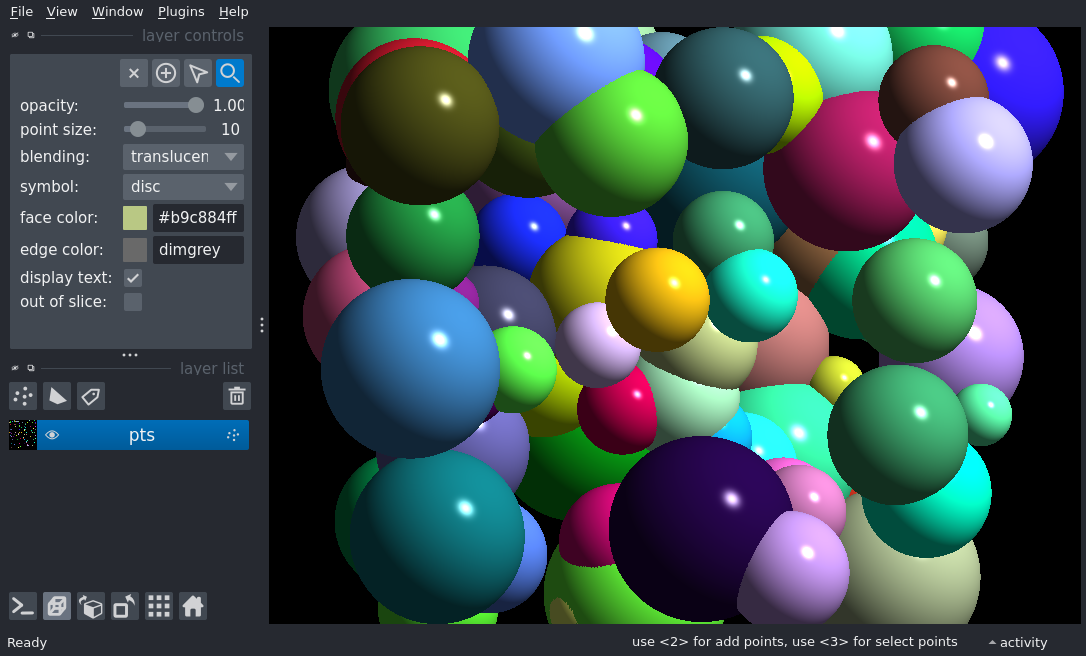 File View Window Plugins Help
layer controls
opacity: 1.00
point size: 10
blending: translucen
symbol: disc
face color: #b9c884ff
edge color: dimgrey
display text:
out of slice:
layer list
pts
Ready
use <2> for add points, use <3> for select points
activity